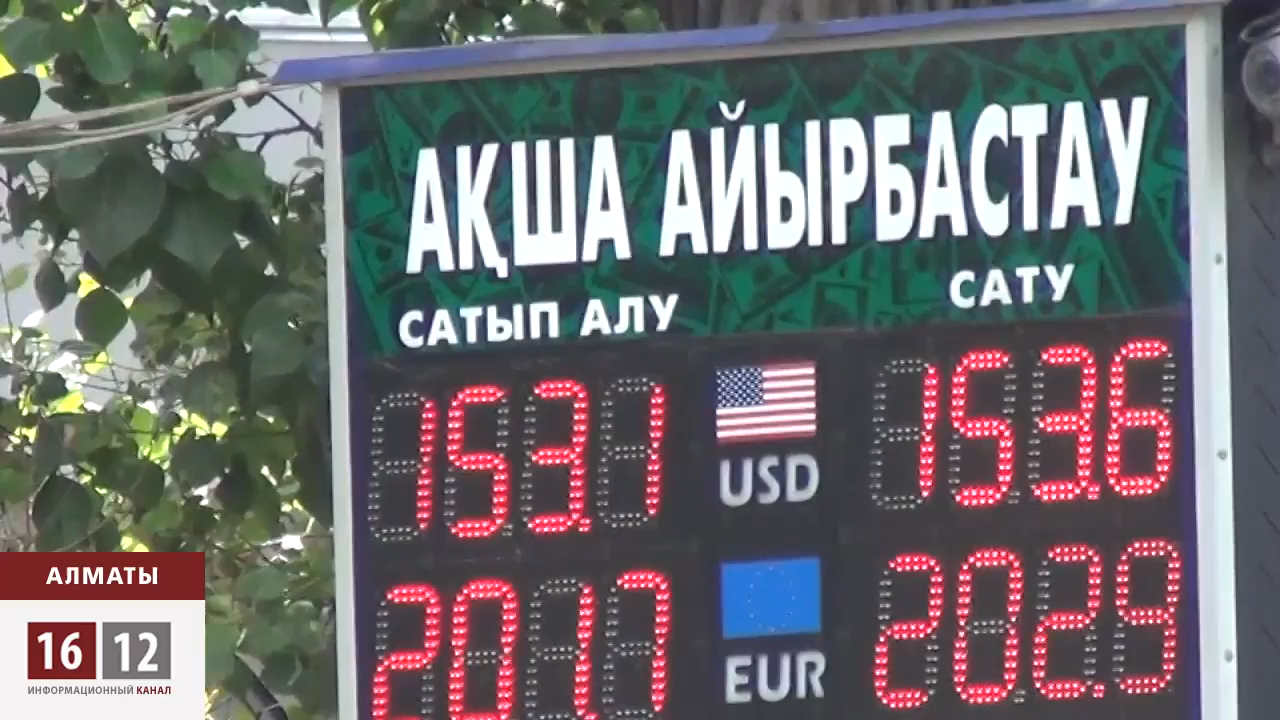 АҚША АЙЫРБАСТАУ
САТЫП АЛУ САТУ
153.1 USD 153.6
201.7 EUR 202.9
АЛМАТЫ
16 12
ИНФОРМАЦИОННЫЙ КАНАЛ